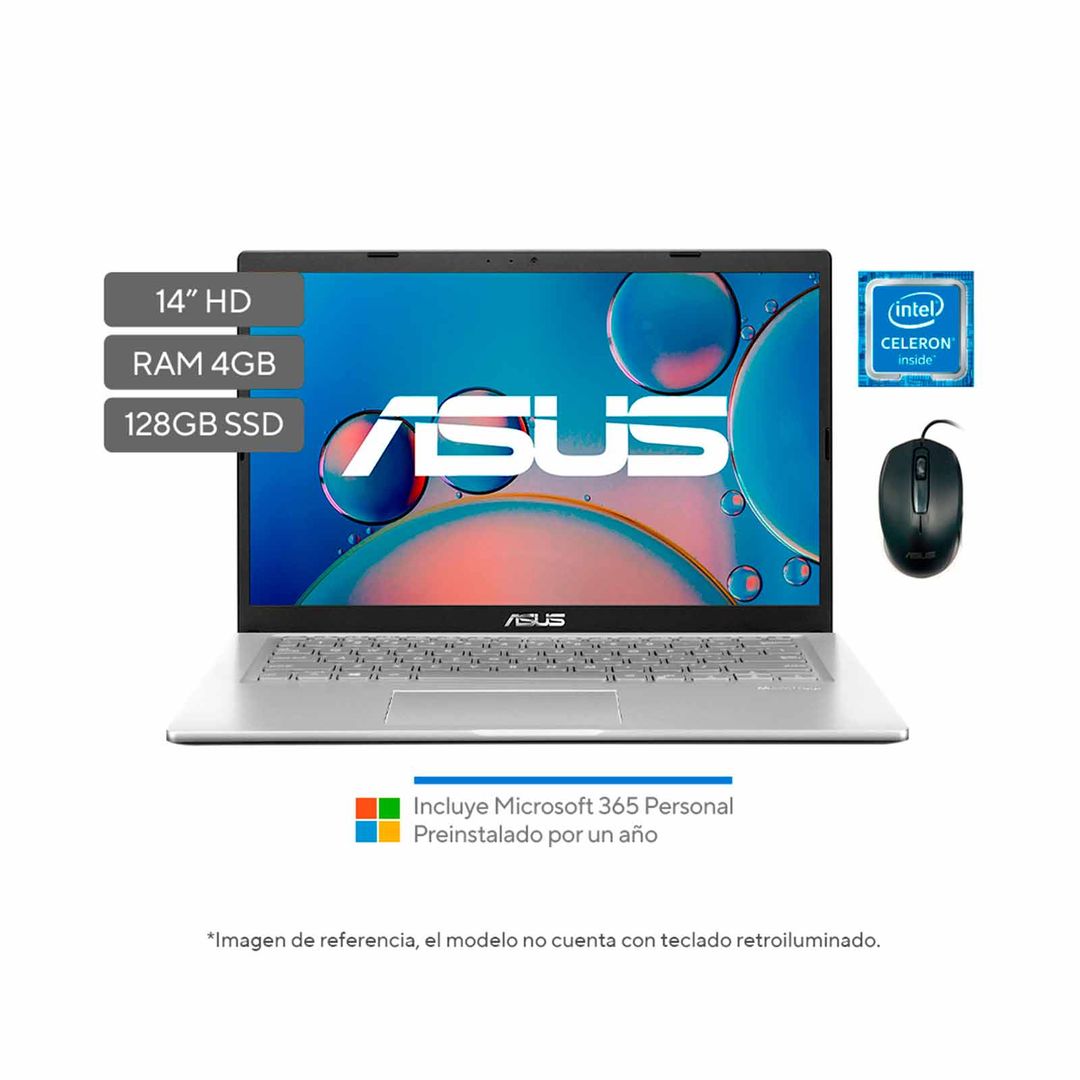 14” HD
RAM 4GB
128GB SSD
ASUS
ASUS
intel
CELERON
inside
ASUS
Incluye Microsoft 365 Personal
Preinstalado por un año
*Imagen de referencia, el modelo no cuenta con teclado retroiluminado.